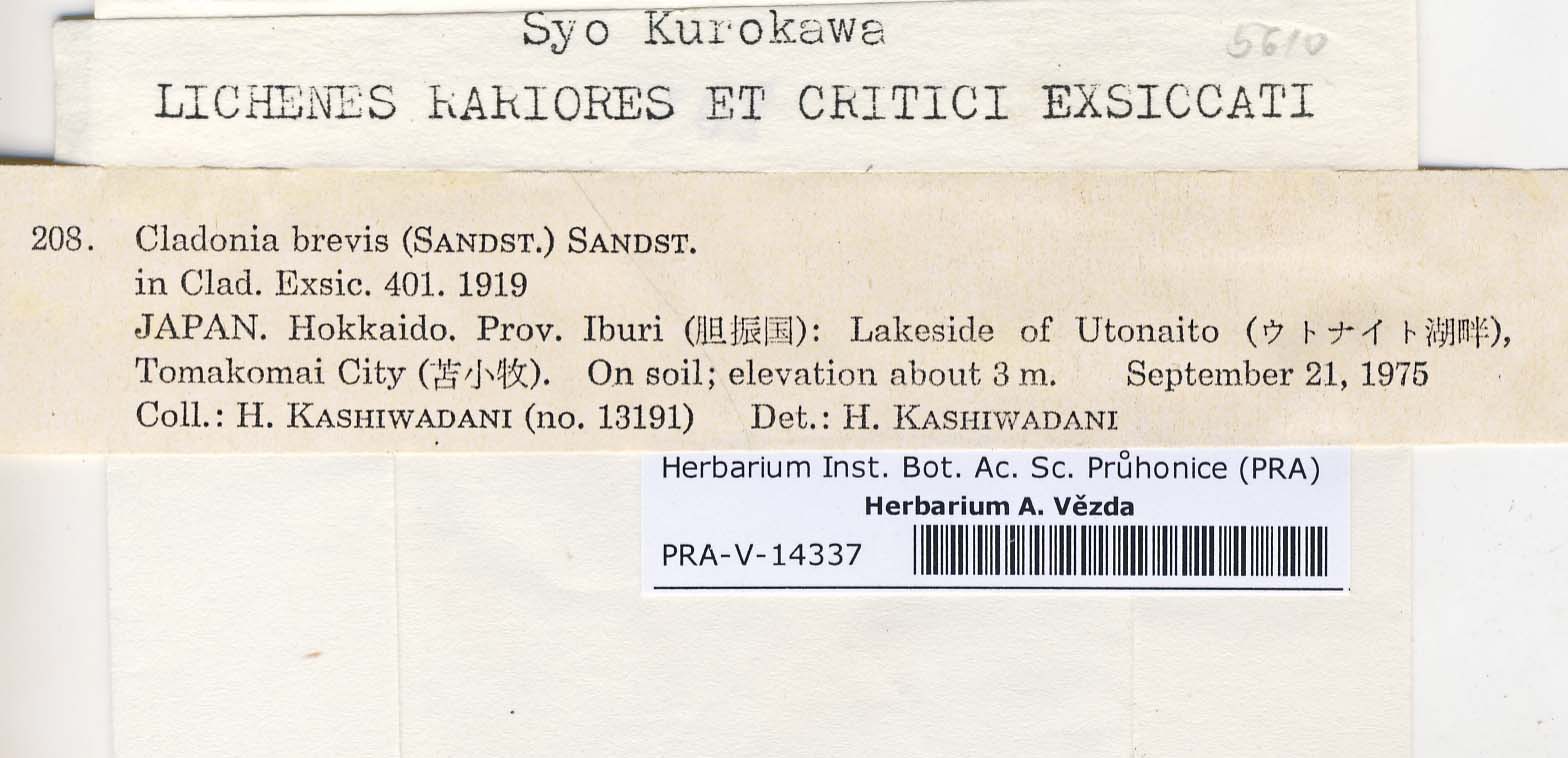 Syo Kurokawa
5610
LICHENES RARIORES ET CRITICI EXSICCATI
208. Cladonia brevis (SANDST.) SANDST.
in Clad. Exsic. 401. 1919
JAPAN. Hokkaido. Prov. Iburi (胆振国): Lakeside of Utonaito (ウトナイト湖畔),
Tomakomai City (苫小牧). On soil; elevation about 3 m. September 21, 1975
Coll.: H. KASHIWADANI (no. 13191) Det.: H. KASHIWADANI
Herbarium Inst. Bot. Ac. Sc. Průhonice (PRA)
Herbarium A. Vězda
PRA-V-14337